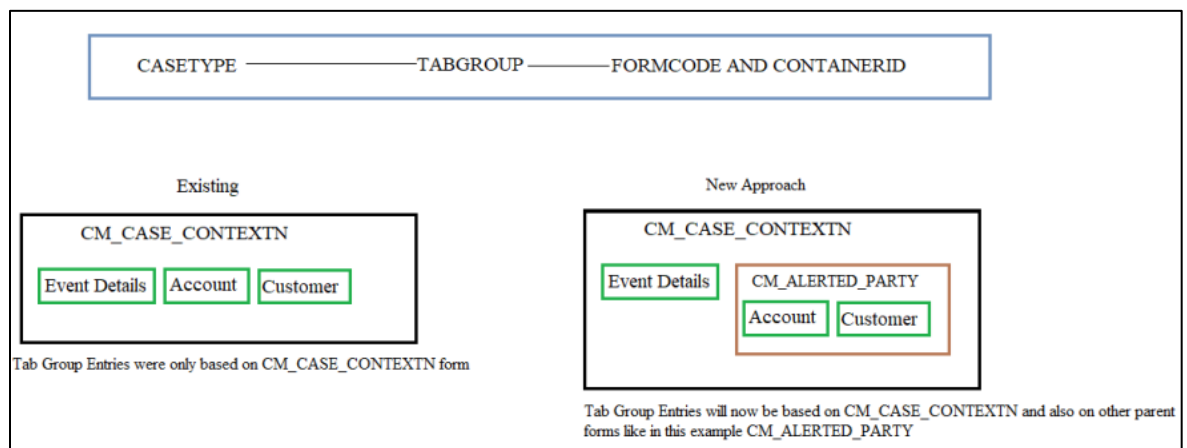 CASETYPE TABGROUP FORMCODE AND CONTAINERID
Existing
CM_CASE_CONTEXTN
Event Details Account Customer
Tab Group Entries were only based on CM_CASE_CONTEXTN form
New Approach
CM_CASE_CONTEXTN
Event Details
CM_ALERTED_PARTY
Account Customer
Tab Group Entries will now be based on CM_CASE_CONTEXTN and also on other parent
forms like in this example CM_ALERTED_PARTY